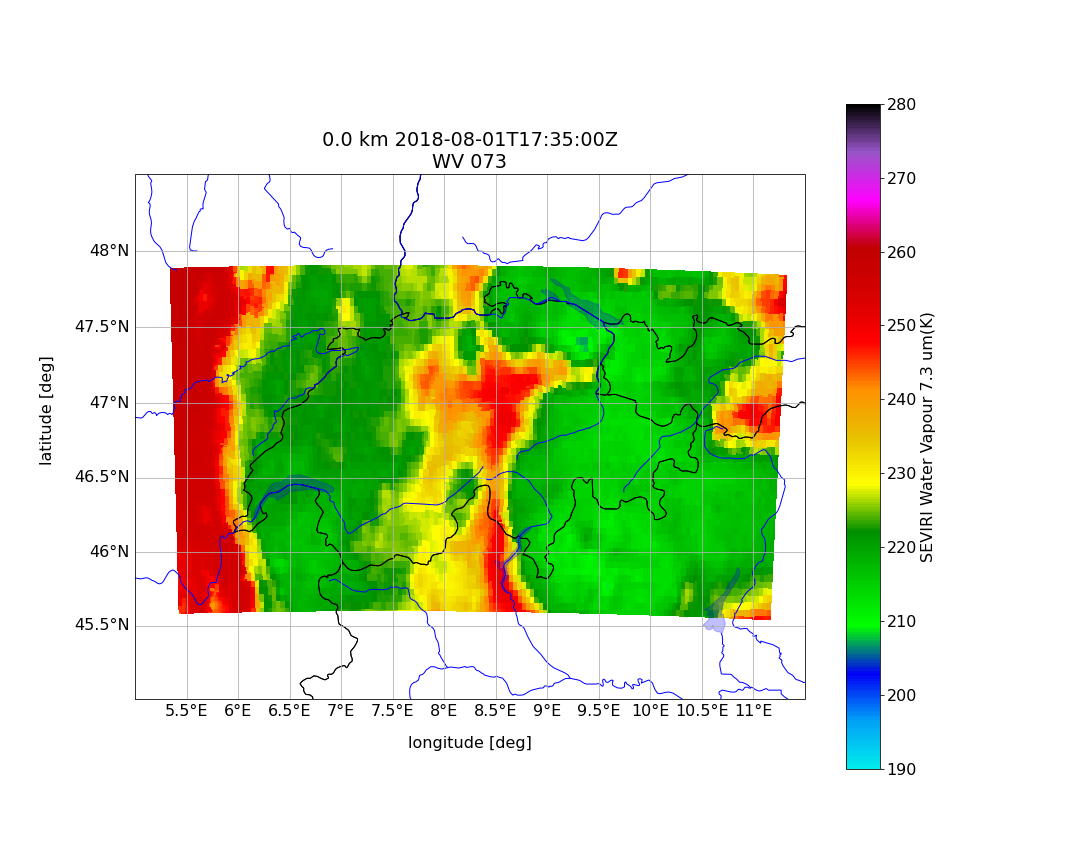 0.0 km 2018-08-01T17:35:00Z
WV 073
48°N
47.5°N
47°N
46.5°N
46°N
45.5°N
latitude [deg]
5.5°E 6°E 6.5°E 7°E 7.5°E 8°E 8.5°E 9°E 9.5°E 10°E 10.5°E 11°E
longitude [deg]
280
270
260
250
240
230
220
210
200
190
SEVIRI Water Vapour 7.3 um(K)